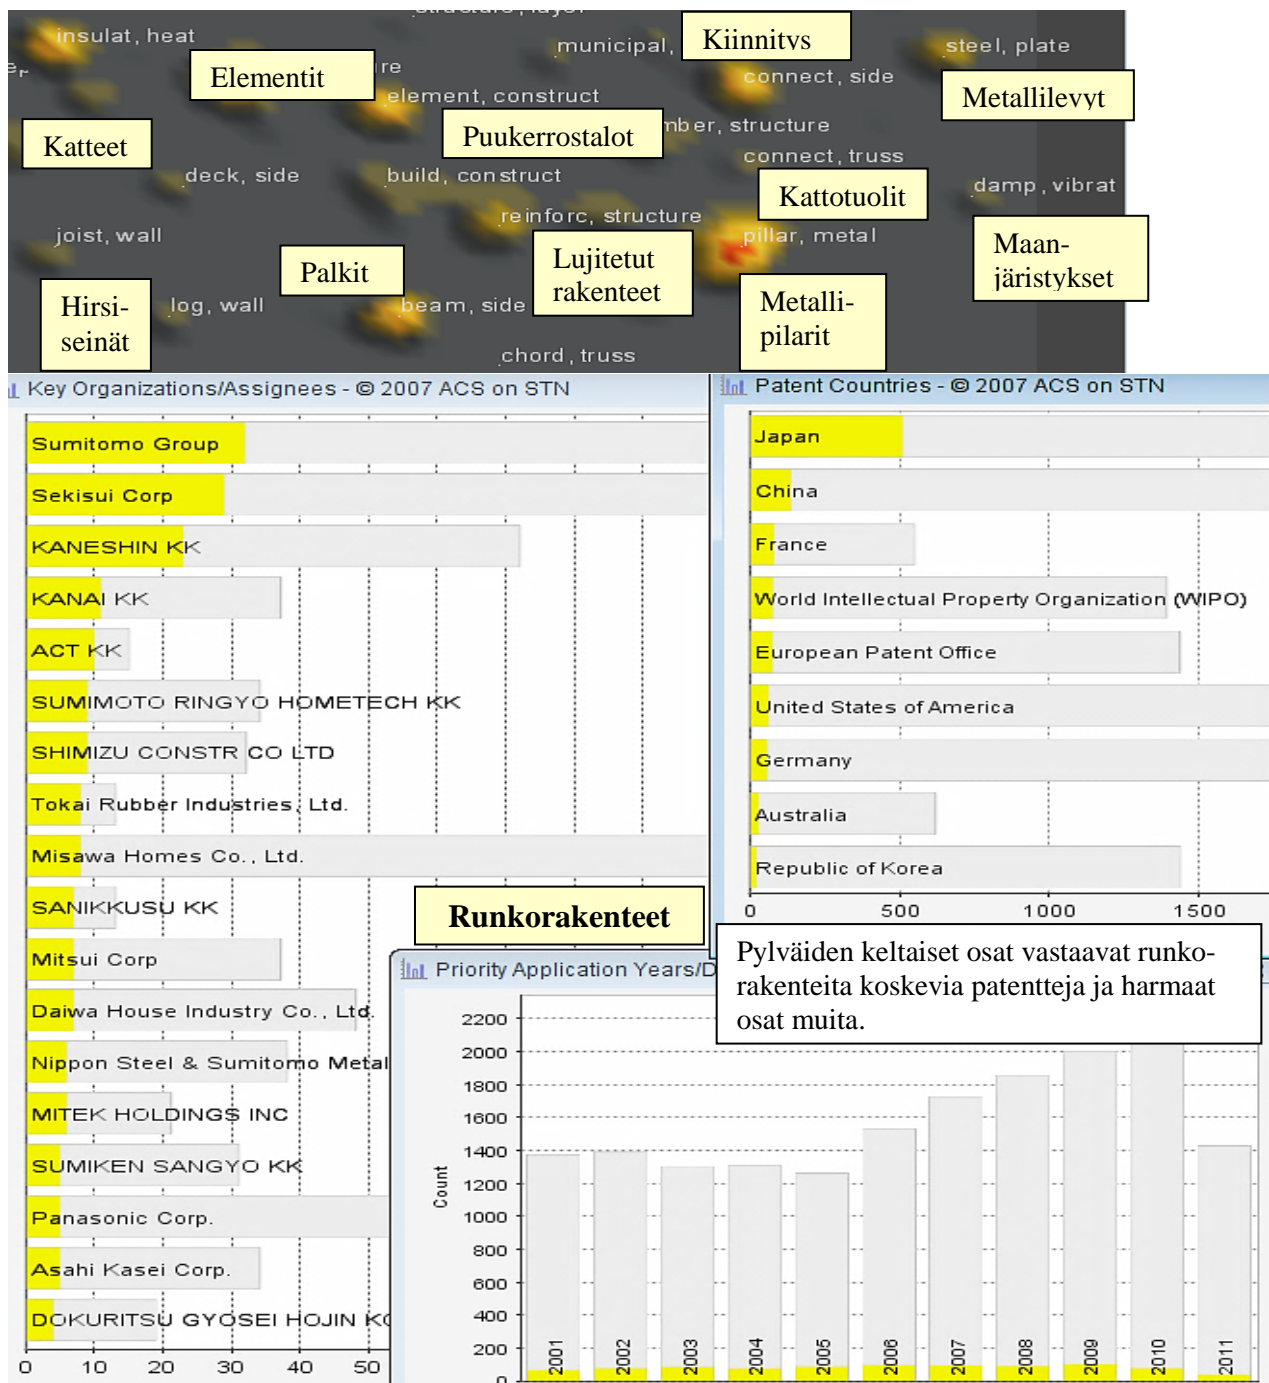 structure, layer
insulat, heat
municipal,
Kiinnitys
steel, plate
Elementit
re
connect, side
element, construct
Metallilevyt
Katteet
Puukerrostalot
mber, structure
connect, truss
deck, side
build, construct
Kattotuolit
damp, vibrat
reinforc, structure
joist, wall
pillar, metal
Palkit
Lujitetut
rakenteet
Maan-
järistykset
Hirsi-
seinät
log, wall
beam, side
Metalli-
pilarit
chord, truss
Key Organizations/Assignees - © 2007 ACS on STN
Sumitomo Group
Sekisui Corp
KANESHIN KK
KANAI KK
ACT KK
SUMIMOTO RINGYO HOMETECH KK
SHIMIZU CONSTR CO LTD
Tokai Rubber Industries, Ltd.
Misawa Homes Co., Ltd.
SANIKKUSU KK
Mitsui Corp
Daiwa House Industry Co., Ltd.
Nippon Steel & Sumitomo Metal
MITEK HOLDINGS INC
SUMIKEN SANGYO KK
Panasonic Corp.
Asahi Kasei Corp.
DOKURITSU GYOSEI HOJIN KO
0 10 20 30 40 50
Patent Countries - © 2007 ACS on STN
Japan
China
France
World Intellectual Property Organization (WIPO)
European Patent Office
United States of America
Germany
Australia
Republic of Korea
0 500 1000 1500
Runkorakenteet
Pylväiden keltaiset osat vastaavat runko-
rakenteita koskevia patentteja ja harmaat
osat muita.
Priority Application Years/D
Count
2200
2000
1800
1600
1400
1200
1000
800
600
400
200
0
2001 2002 2003 2004 2005 2006 2007 2008 2009 2010 2011